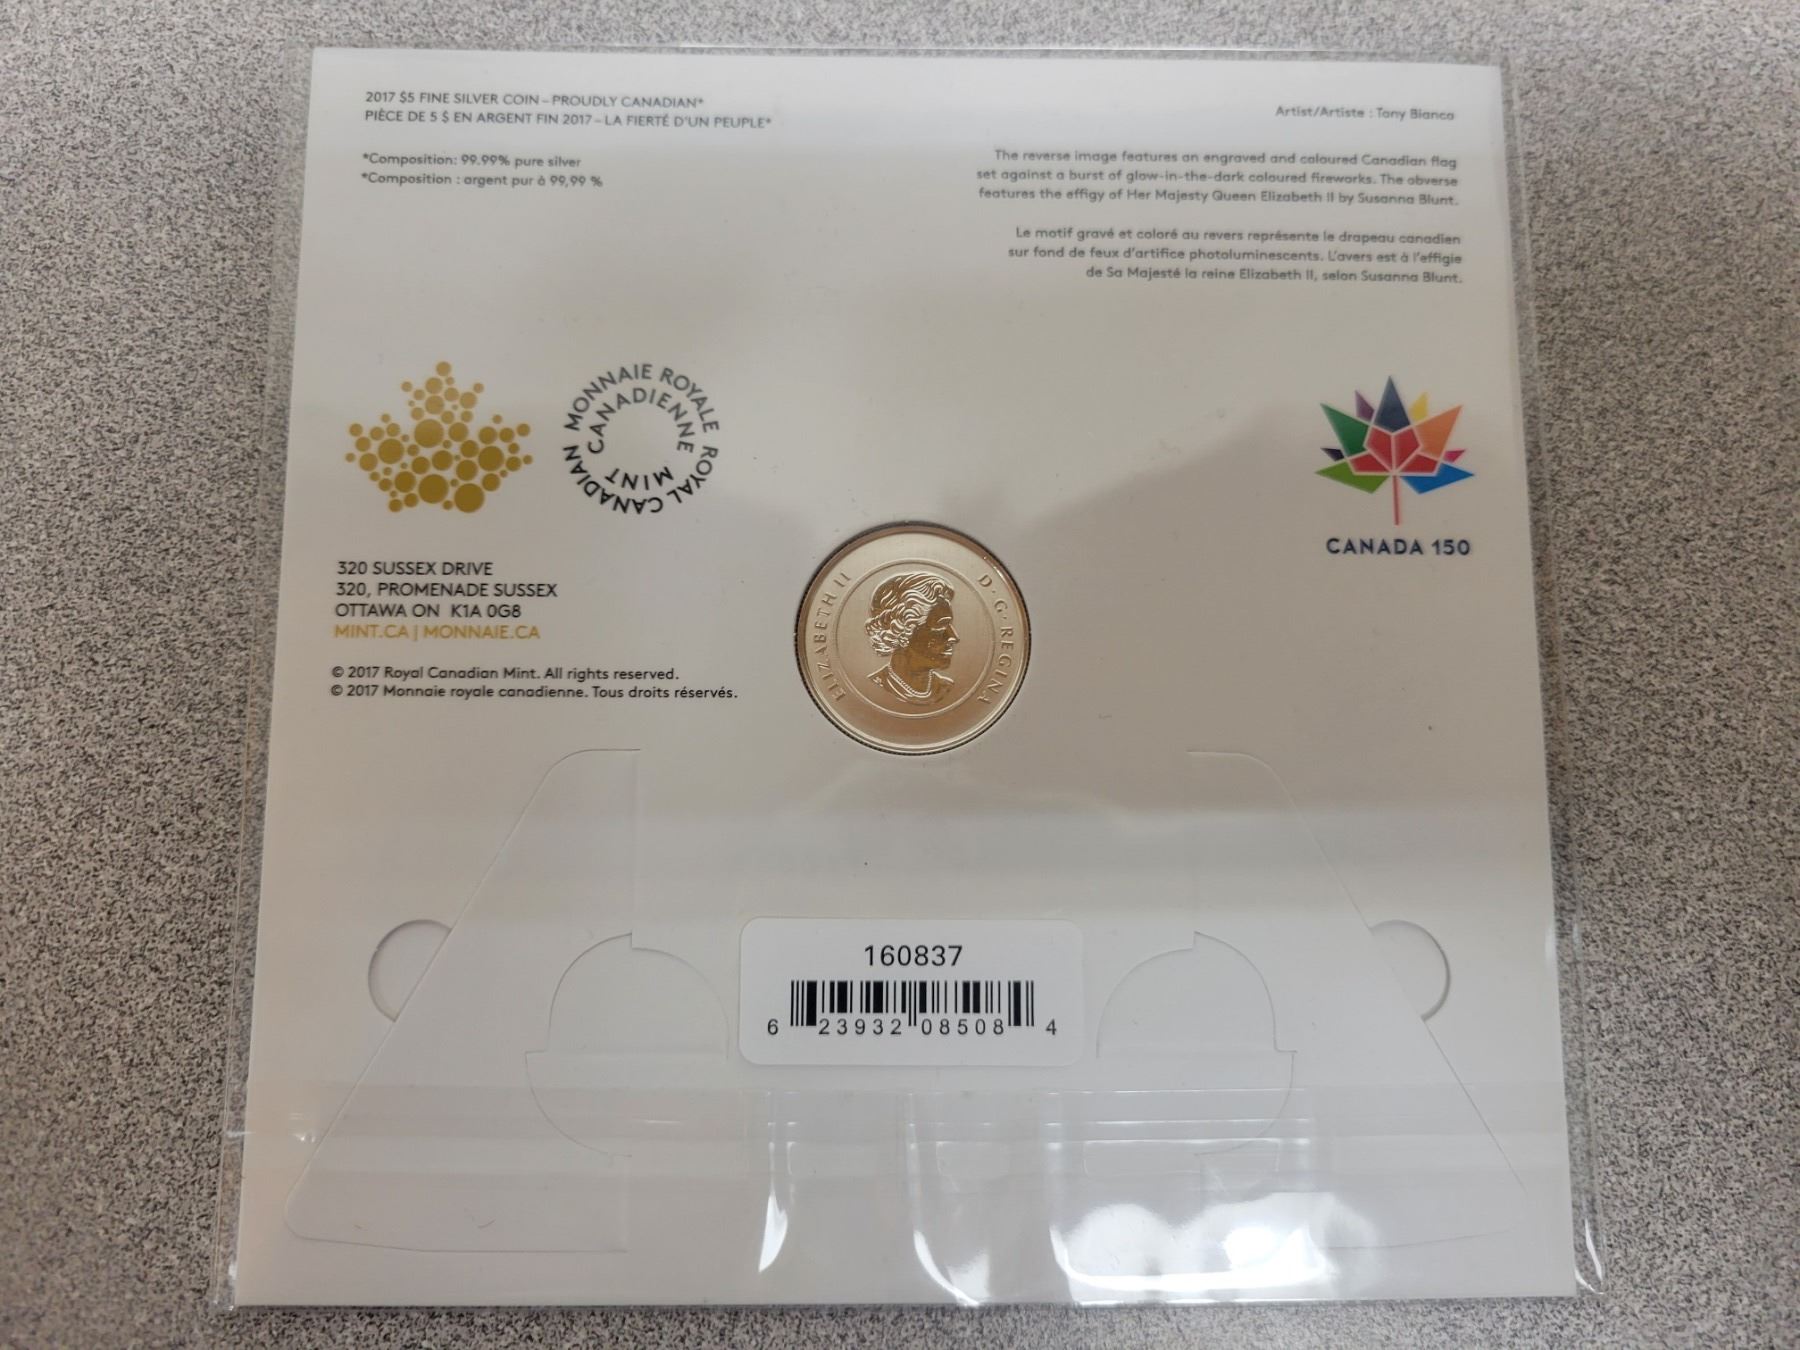 2017 $5 FINE SILVER COIN – PROUDLY CANADIAN*
PIÈCE DE 5 $ EN ARGENT FIN 2017 – LA FIERTÉ D'UN PEUPLE*
*Composition: 99.99% pure silver
*Composition : argent pur à 99,99 %
Artist/Artiste : Tony Bianco
The reverse image features an engraved and coloured Canadian flag
set against a burst of glow-in-the-dark coloured fireworks. The obverse
features the effigy of Her Majesty Queen Elizabeth II by Susanna Blunt.
Le motif gravé et coloré au revers représente le drapeau canadien
sur fond de feux d'artifice photoluminescents. L'avers est à l'effigie
de Sa Majesté la reine Elizabeth II, selon Susanna Blunt.
MONNAIE ROYALE CANADIENNE
ROYAL CANADIAN MINT
CANADA 150
320 SUSSEX DRIVE
320, PROMENADE SUSSEX
OTTAWA ON K1A 0G8
MINT.CA | MONNAIE.CA
© 2017 Royal Canadian Mint. All rights reserved.
© 2017 Monnaie royale canadienne. Tous droits réservés.
ELIZABETH II D·G·REGINA
160837
6 23932 08508 4